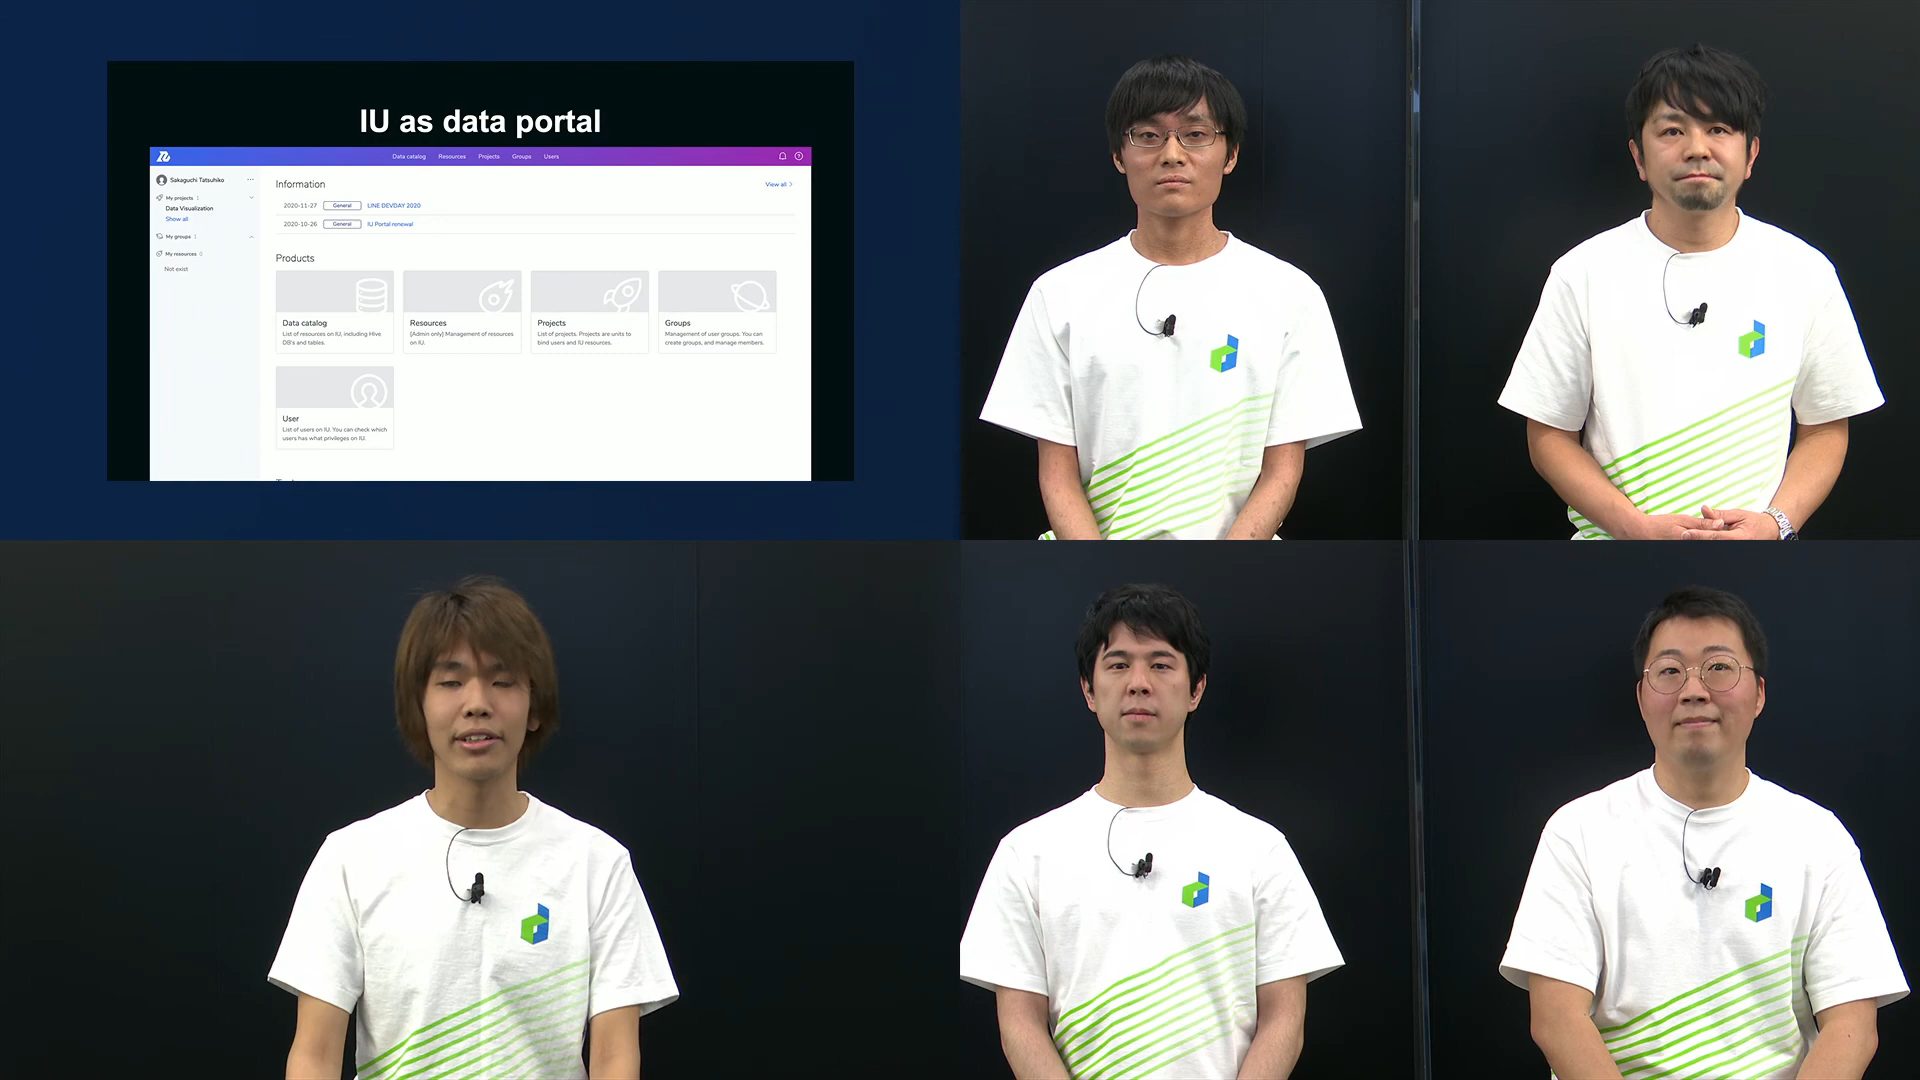 IU as data portal
Data catalog Resources Projects Groups Users
Sakaguchi Tatsuhiko
My projects 1
Data Visualization
Show all
My groups 1
My resources 0
Not exist
Information
View all
2020-11-27 General LINE DEVDAY 2020
2020-10-26 General IU Portal renewal
Products
Data catalog
List of resources on IU, including Hive
DB's and tables.
Resources
[Admin only] Management of resources
on IU.
Projects
List of projects. Projects are units to
bind users and IU resources.
Groups
Management of user groups. You can
create groups, and manage members.
User
List of users on IU. You can check which
users has what privileges on IU.